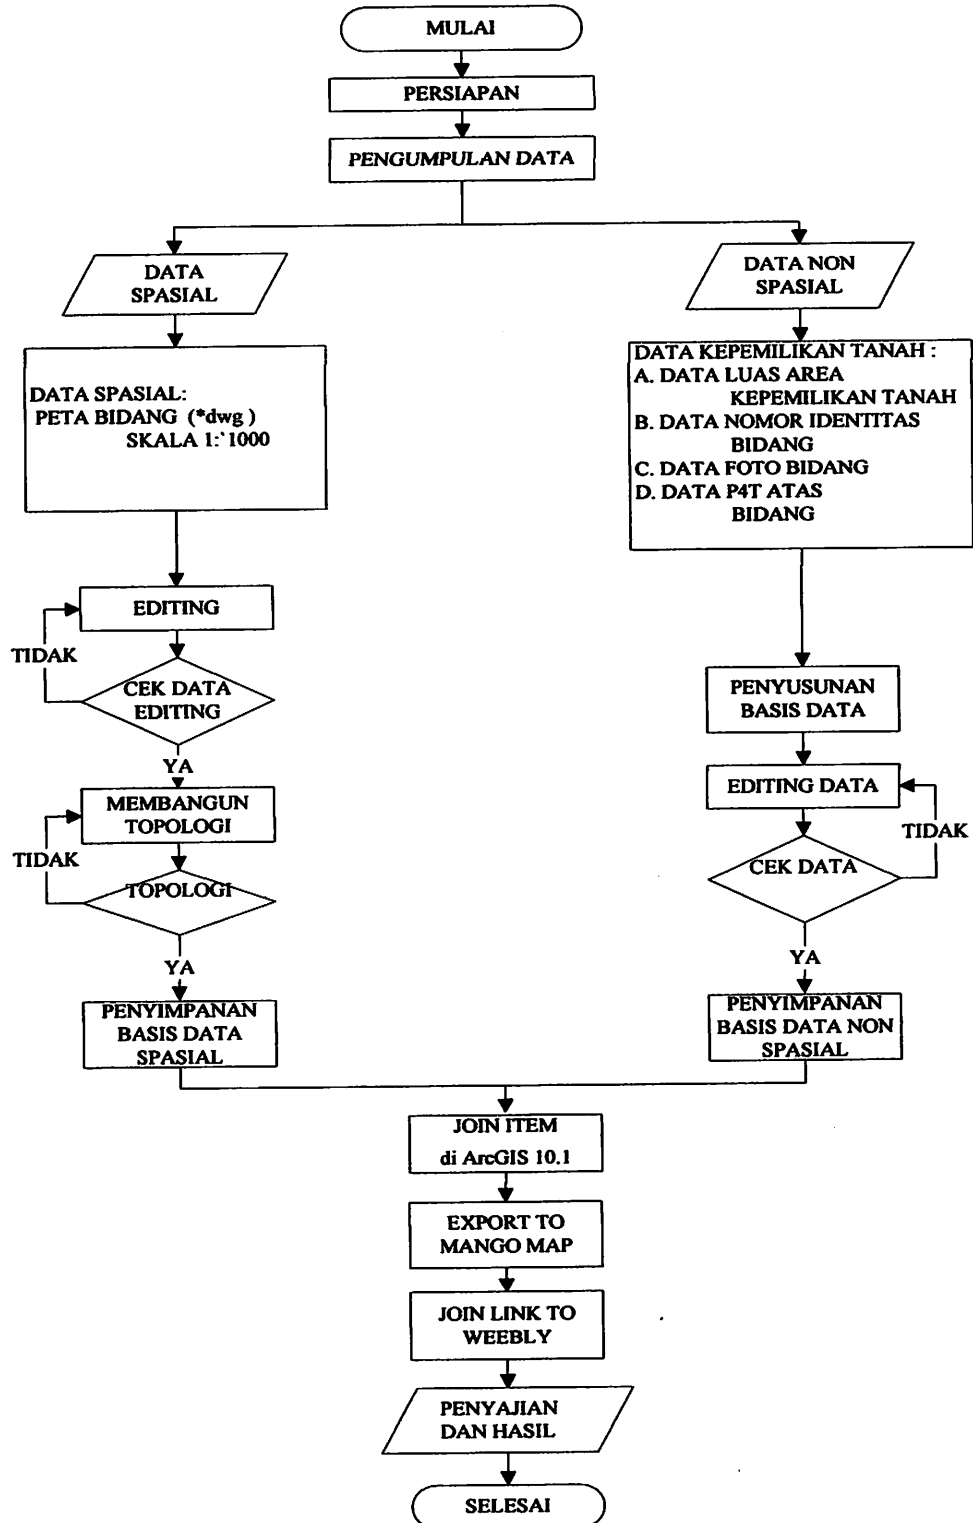 MULAI
PERSIAPAN
PENGUMPULAN DATA
DATA
SPASIAL
DATA SPASIAL:
PETA BIDANG (*dwg )
SKALA 1:`1000
EDITING
TIDAK
CEK DATA
EDITING
YA
MEMBANGUN
TOPOLOGI
TIDAK
TOPOLOGI
YA
PENYIMPANAN
BASIS DATA
SPASIAL
DATA NON
SPASIAL
DATA KEPEMILIKAN TANAH :
A. DATA LUAS AREA
KEPEMILIKAN TANAH
B. DATA NOMOR IDENTITAS
BIDANG
C. DATA FOTO BIDANG
D. DATA P4T ATAS
BIDANG
PENYUSUNAN
BASIS DATA
EDITING DATA
TIDAK
CEK DATA
YA
PENYIMPANAN
BASIS DATA NON
SPASIAL
JOIN ITEM
di ArcGIS 10.1
EXPORT TO
MANGO MAP
JOIN LINK TO
WEEBLY
PENYAJIAN
DAN HASIL
SELESAI